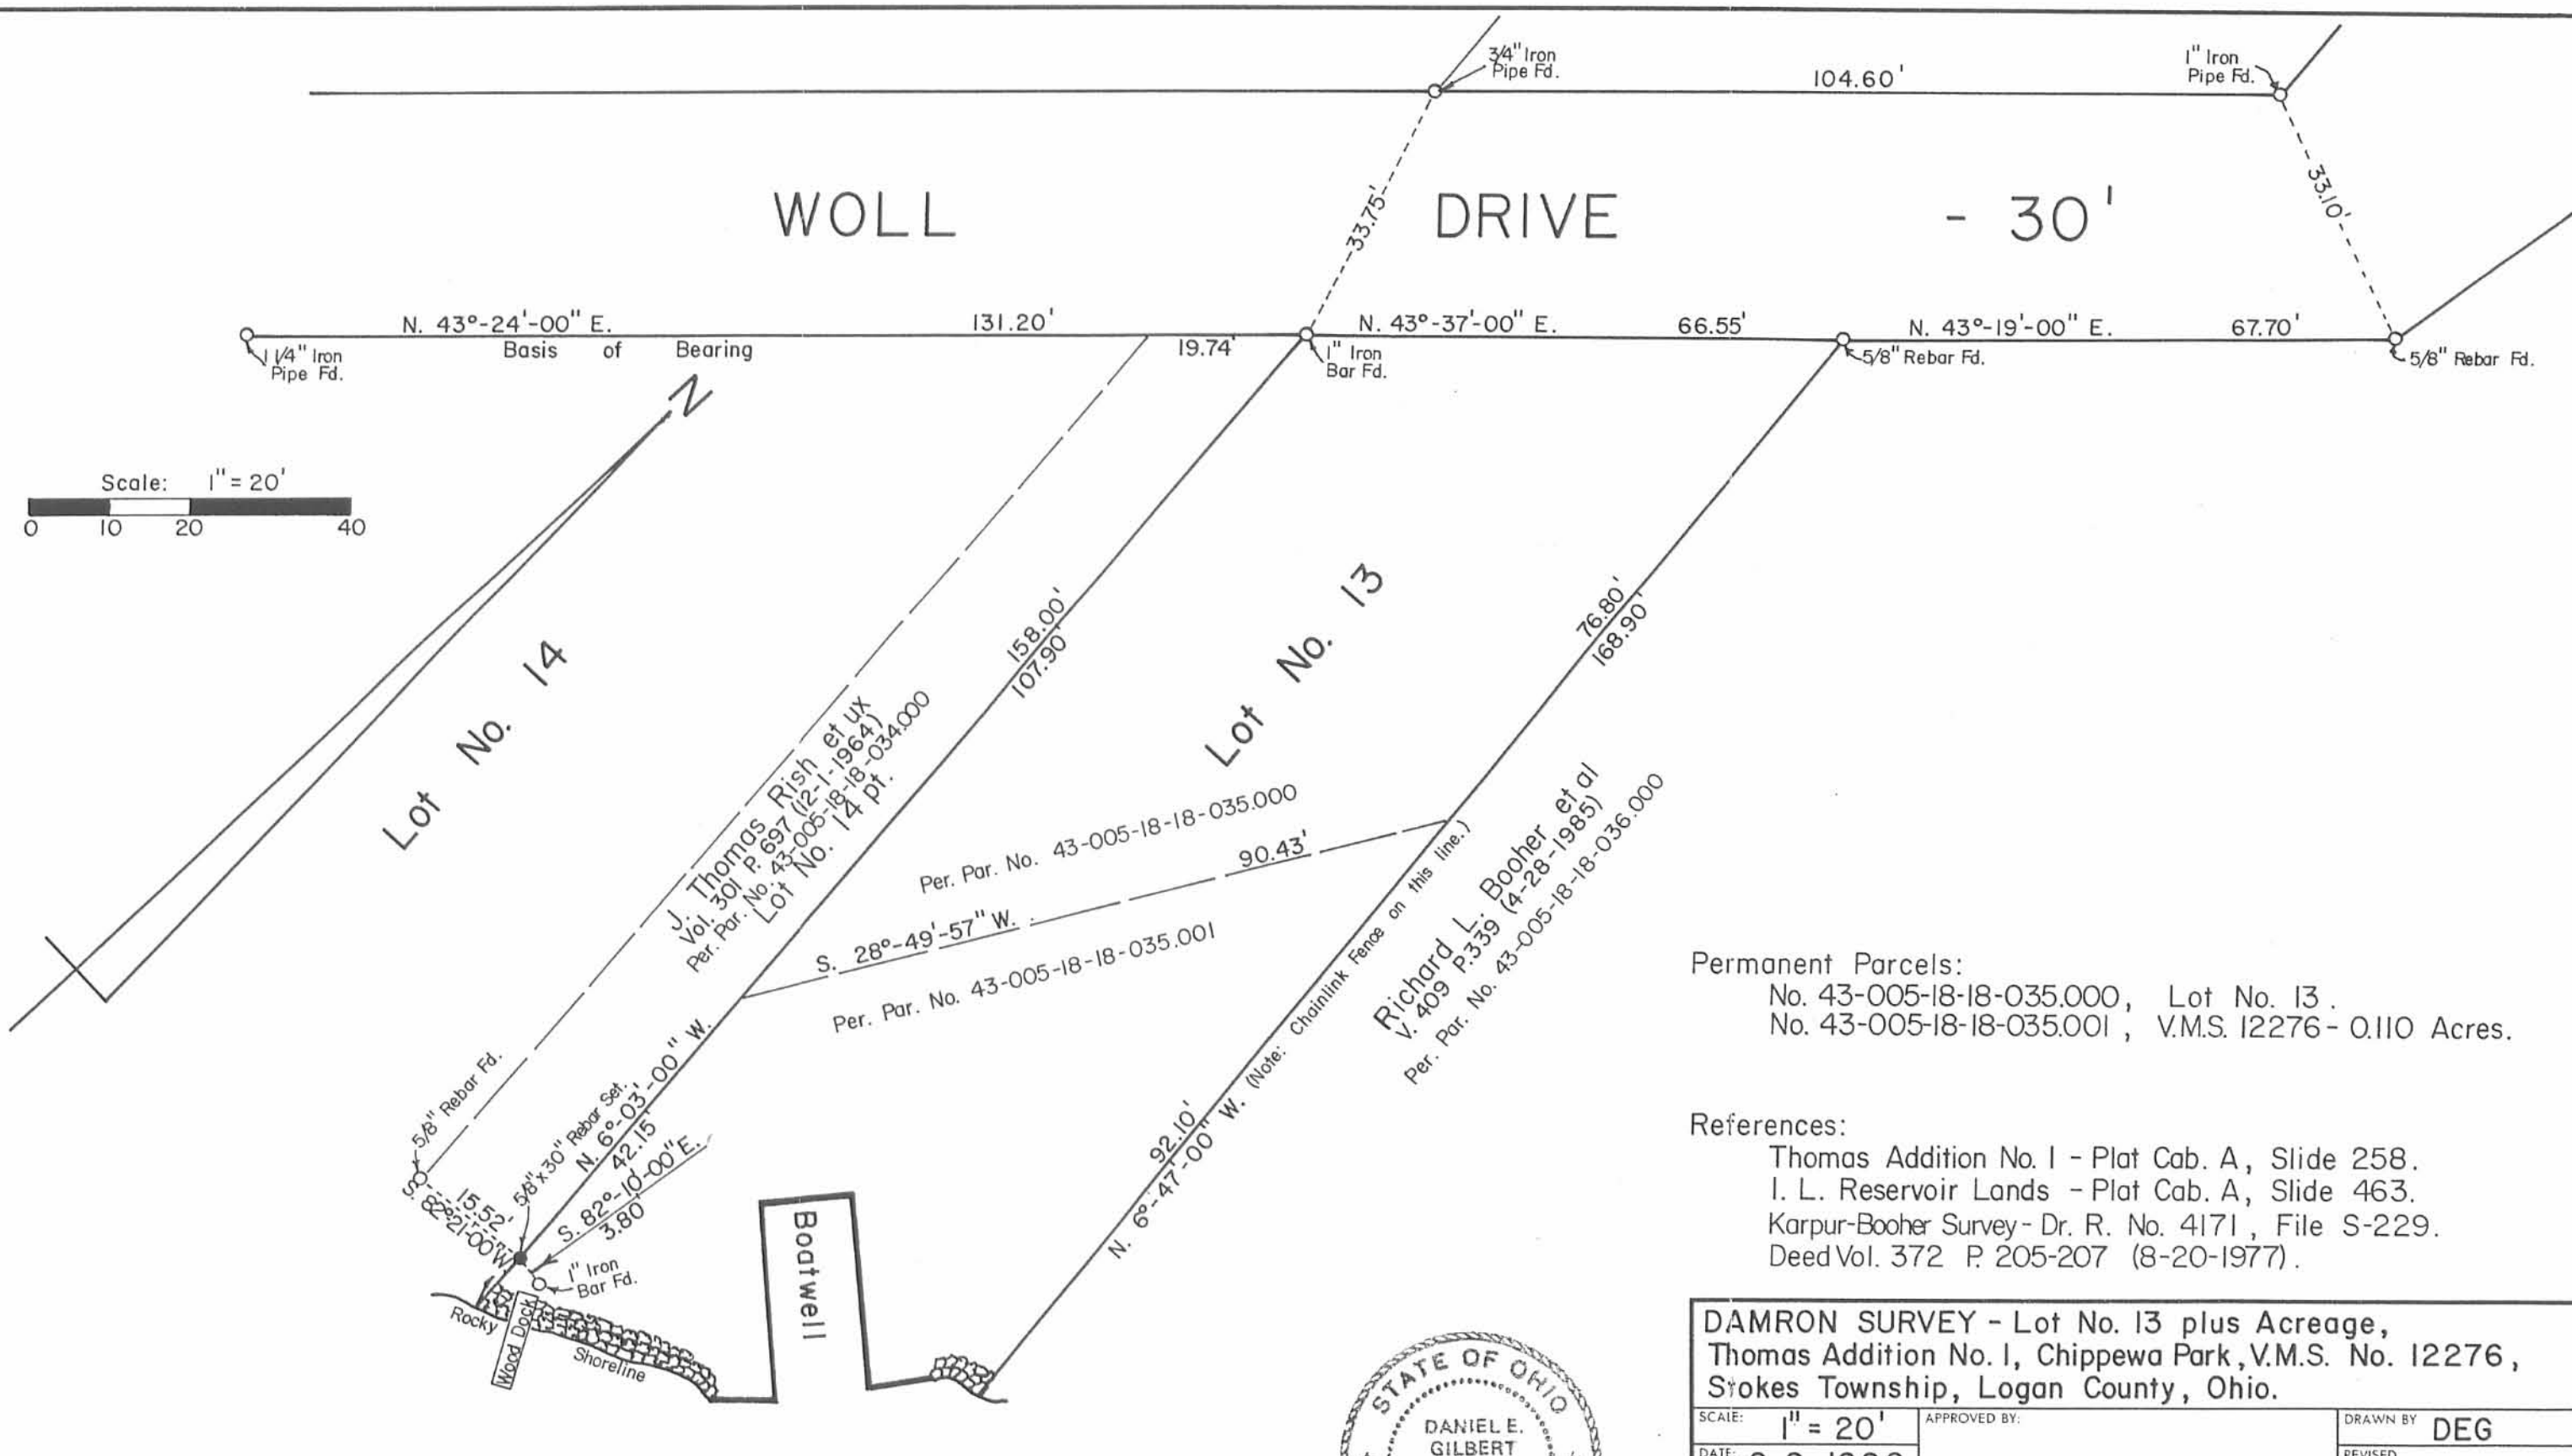 3/4" Iron
Pipe Fd.
104.60'
1" Iron
Pipe Fd.
WOLL DRIVE - 30'
33.75'
33.10'
N. 43°-24'-00" E. 131.20'
Basis of Bearing
19.74'
N. 43°-37'-00" E. 66.55'
N. 43°-19'-00" E. 67.70'
1 1/4" Iron
Pipe Fd.
1" Iron
Bar Fd.
5/8" Rebar Fd.
5/8" Rebar Fd.
N
Scale: 1" = 20'
0 10 20 40
Lot No. 14
158.00'
107.90'
Lot No. 13
76.80'
168.90'
J. Thomas Rish et ux
Vol. 301 P. 697 (12-1-1964)
Per. Par. No. 43-005-18-18-034.000
Lot No. 14 pt.
Per. Par. No. 43-005-18-18-035.000
S. 28°-49'-57" W. 90.43'
Per. Par. No. 43-005-18-18-035.001
Richard L. Booher et al
V. 409 P.339 (4-28-1985)
Per. Par. No. 43-005-18-18-036.000
92.10'
N. 6°-47'-00" W. (Note: Chainlink Fence on this line.)
5/8" Rebar Fd.
5/8"x30" Rebar Set.
N. 6°-03'-00" W.
42.15'
S. 82°-10'-00" E.
3.80'
15.52'
S. 82°-21'-00" W.
1" Iron
Bar Fd.
Rocky Shoreline
Wood Dock
Boatwell
Permanent Parcels:
No. 43-005-18-18-035.000, Lot No. 13.
No. 43-005-18-18-035.001, V.M.S. 12276 - 0.110 Acres.
References:
Thomas Addition No. 1 - Plat Cab. A, Slide 258.
I. L. Reservoir Lands - Plat Cab. A, Slide 463.
Karpur-Booher Survey - Dr. R. No. 4171, File S-229.
Deed Vol. 372 P. 205-207 (8-20-1977).
STATE OF OHIO
DANIEL E.
GILBERT
DAMRON SURVEY - Lot No. 13 plus Acreage,
Thomas Addition No. 1, Chippewa Park, V.M.S. No. 12276,
Stokes Township, Logan County, Ohio.
SCALE: 1" = 20' APPROVED BY: DRAWN BY DEG
DATE: REVISED